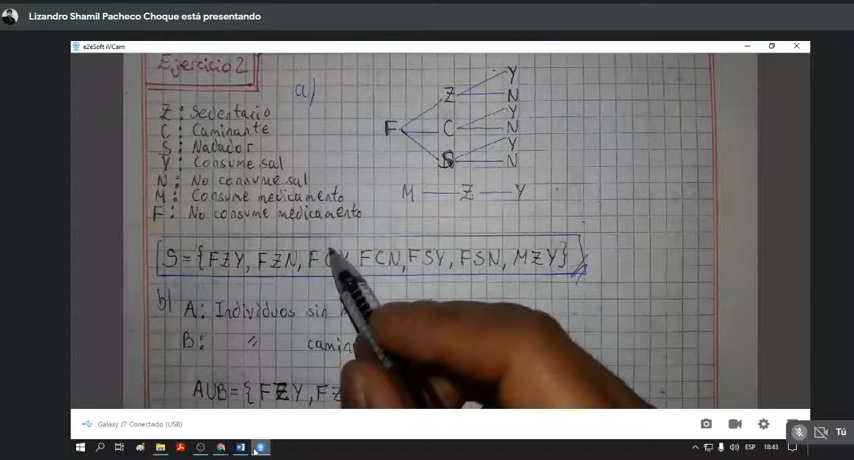 Lizandro Shamil Pacheco Choque está presentando
e2eSoft iVCam
Ejercicio 2
a)
Z: Sedentario
C: Caminante
S: Nadador
Y: Consume sal
N: No consume sal
M: Consume medicamento
F: No consume medicamento
Y
Z N
Y
F C N
Y
S N
M Z Y
S={FZY, FZN, F Y, FCN, FSY, FSN, MZY}
b) A: Individuos sin
B: "
AUB={FZY, FZ
Galaxy J7 Conectado (USB)
Tú
ESP 18:43